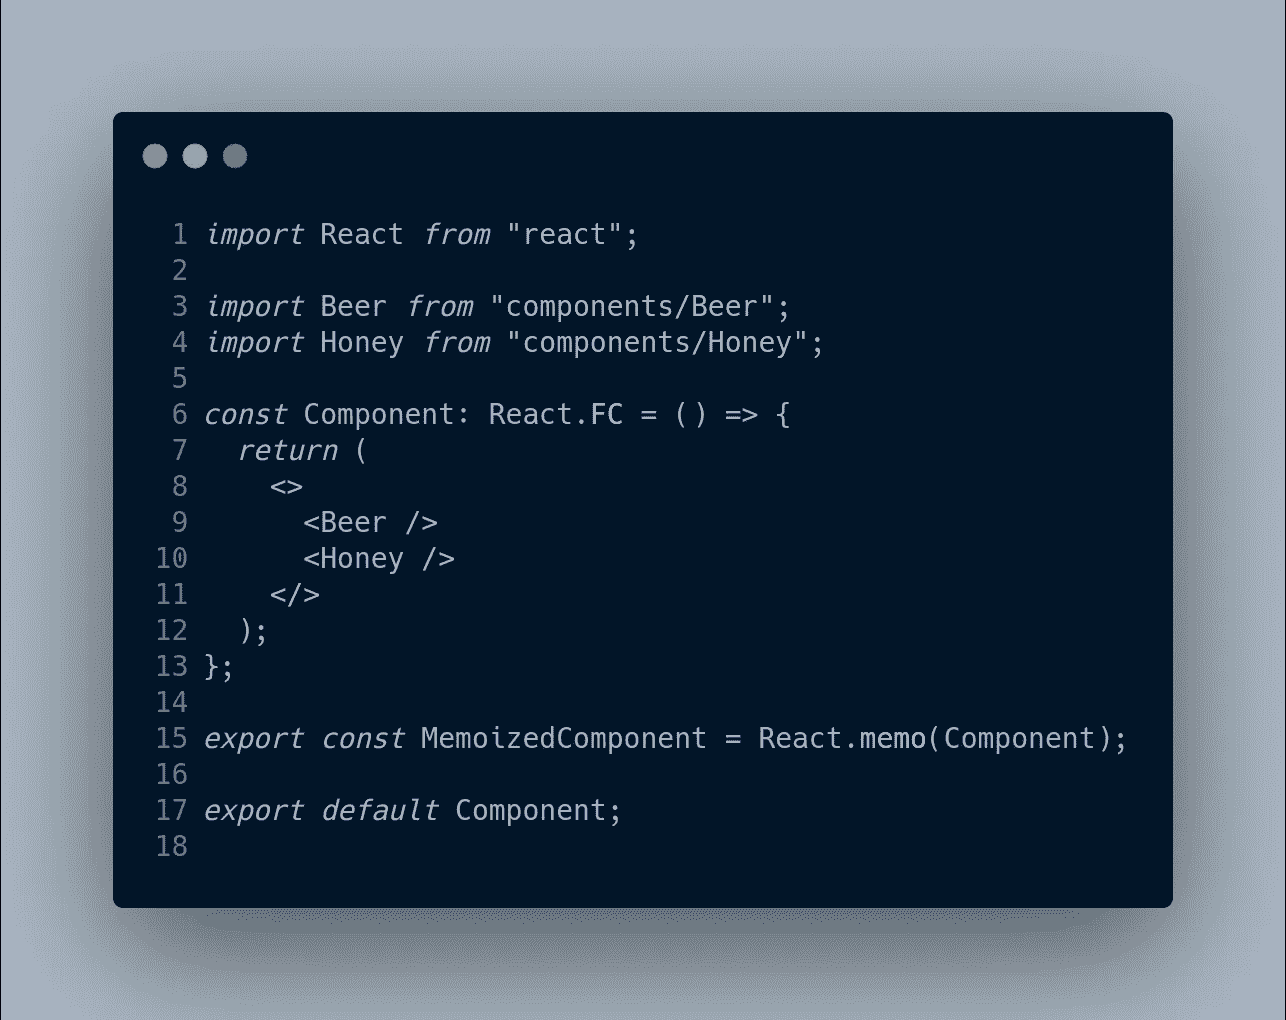 1 import React from "react";
2
3 import Beer from "components/Beer";
4 import Honey from "components/Honey";
5
6 const Component: React.FC = () => {
7   return (
8     <>
9       <Beer />
10       <Honey />
11     </>
12   );
13 };
14
15 export const MemoizedComponent = React.memo(Component);
16
17 export default Component;
18